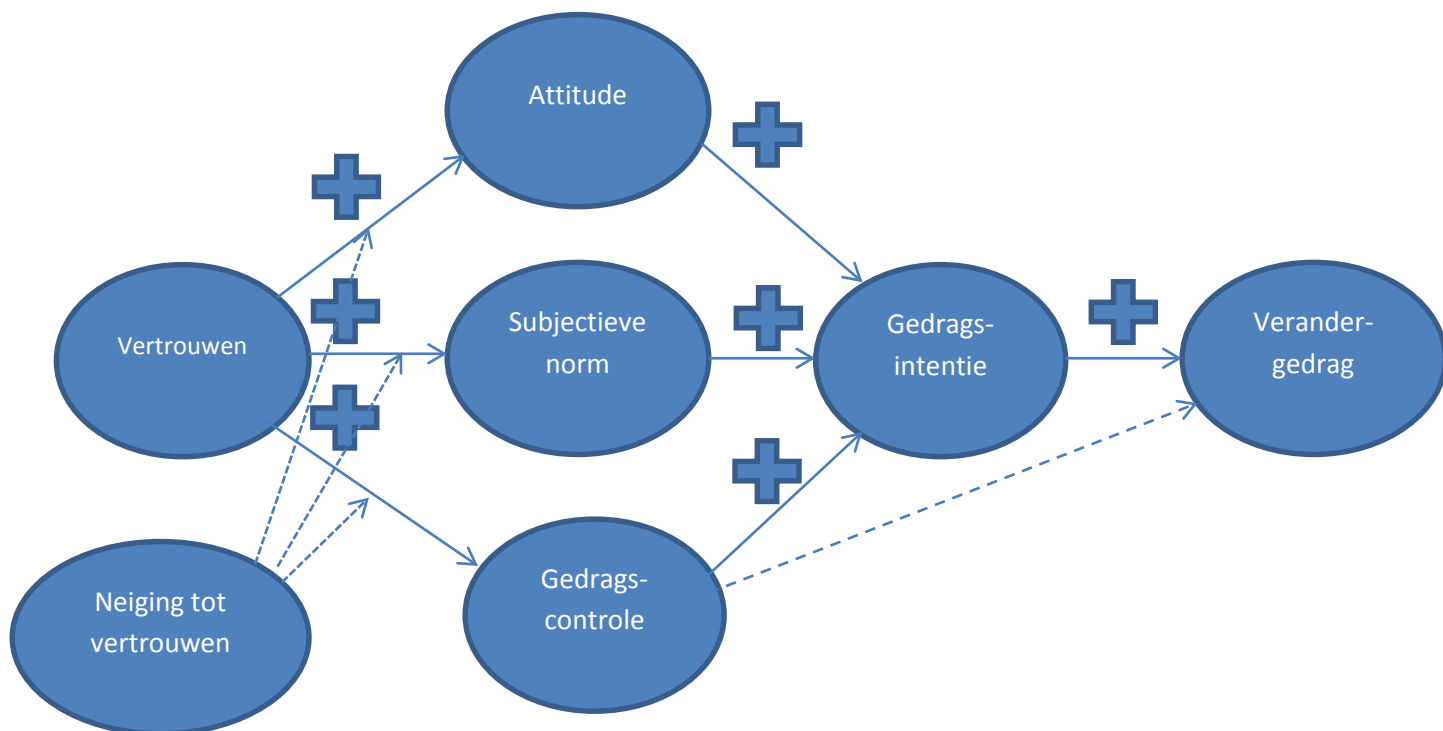 Attitude
Vertrouwen
Subjectieve
norm
Gedrags-
intentie
Verander-
gedrag
Neiging tot
vertrouwen
Gedrags-
controle